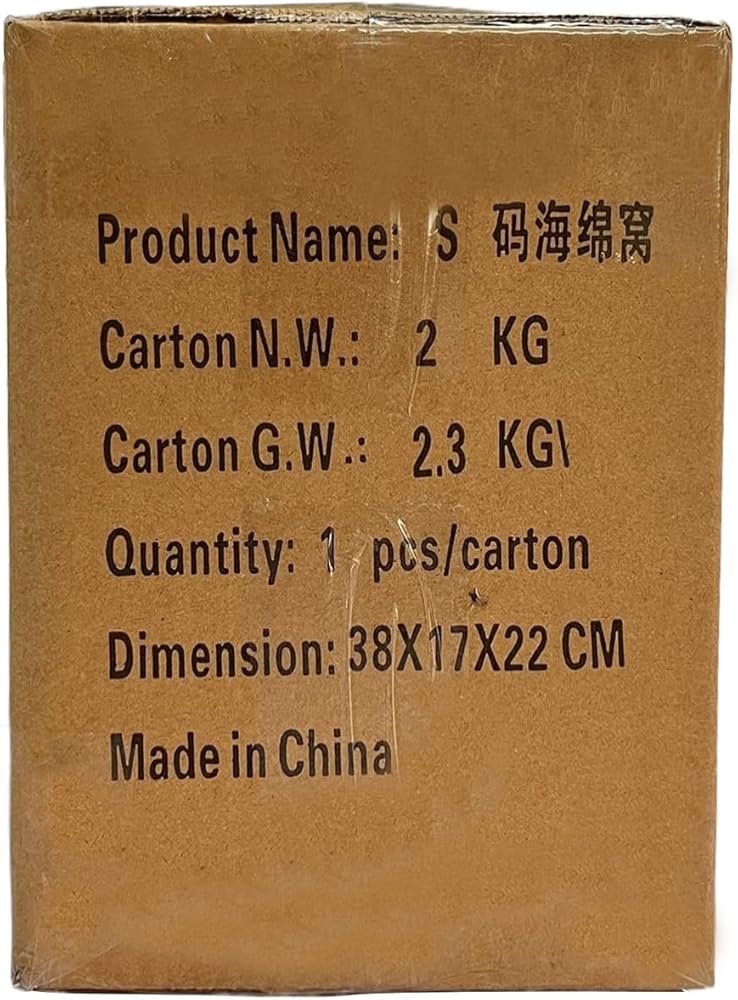 Product Name: S 码海绵窝
Carton N.W.: 2 KG
Carton G.W.: 2.3 KG\
Quantity: 1 pcs/carton
Dimension: 38X17X22 CM
Made in China